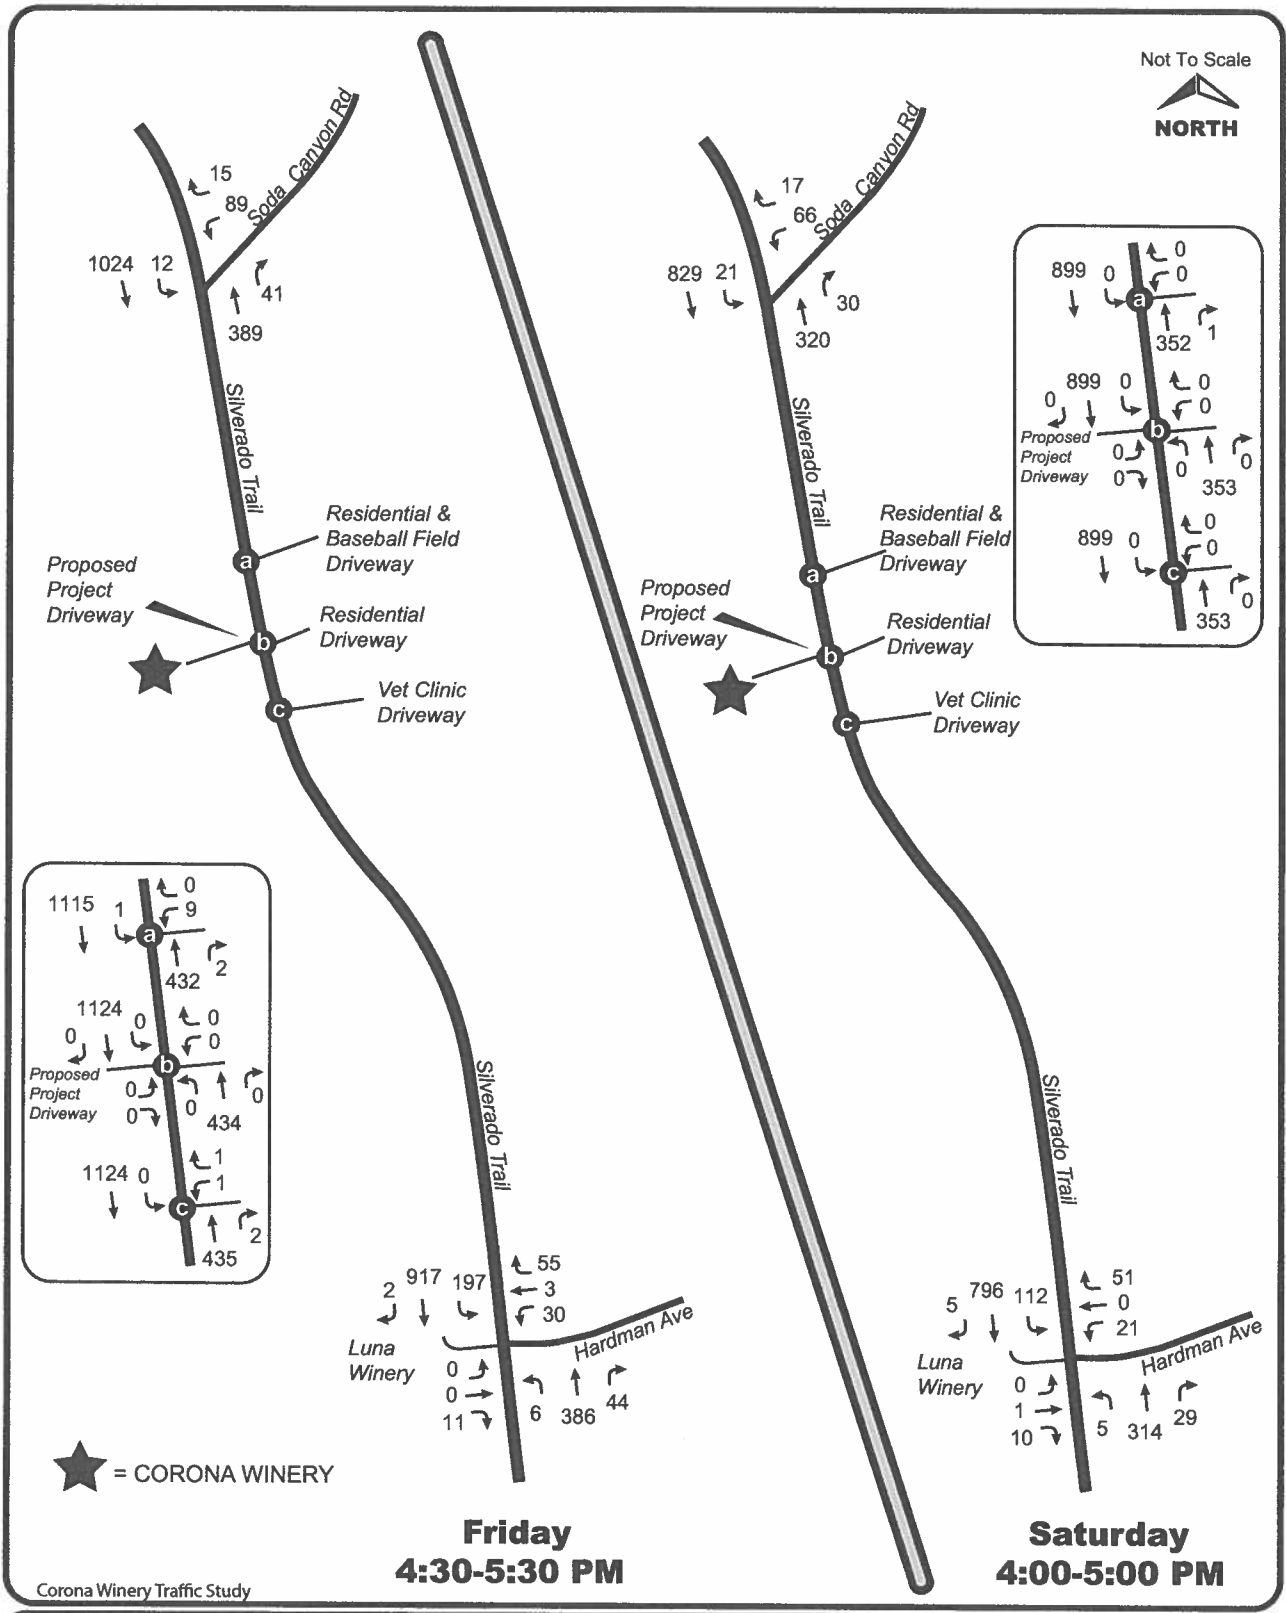 Not To Scale
NORTH
Soda Canyon Rd
15
89
1024 12
41
389
Silverado Trail
Residential &
Baseball Field
Driveway
a
Proposed
Project
Driveway
Residential
Driveway
b
Vet Clinic
Driveway
c
0
1115 1 9
a
2
432
1124 0 0
0 0
b
Proposed
Project
Driveway
0 0
0 0
434
1
1124 0 1
c
2
435
Silverado Trail
55
2 917 197 3
30
Luna
Winery
Hardman Ave
0
0
11 6 386 44
= CORONA WINERY
Friday
4:30-5:30 PM
Soda Canyon Rd
17
66
829 21
30
320
Silverado Trail
Residential &
Baseball Field
Driveway
a
Proposed
Project
Driveway
Residential
Driveway
b
Vet Clinic
Driveway
c
0
899 0 0
a
1
352
899 0 0
0 0
b
Proposed
Project
Driveway
0 0
0 0
353
0
899 0 0
c
0
353
Silverado Trail
51
5 796 112 0
21
Luna
Winery
Hardman Ave
0
1
10 5 314 29
Saturday
4:00-5:00 PM
Corona Winery Traffic Study